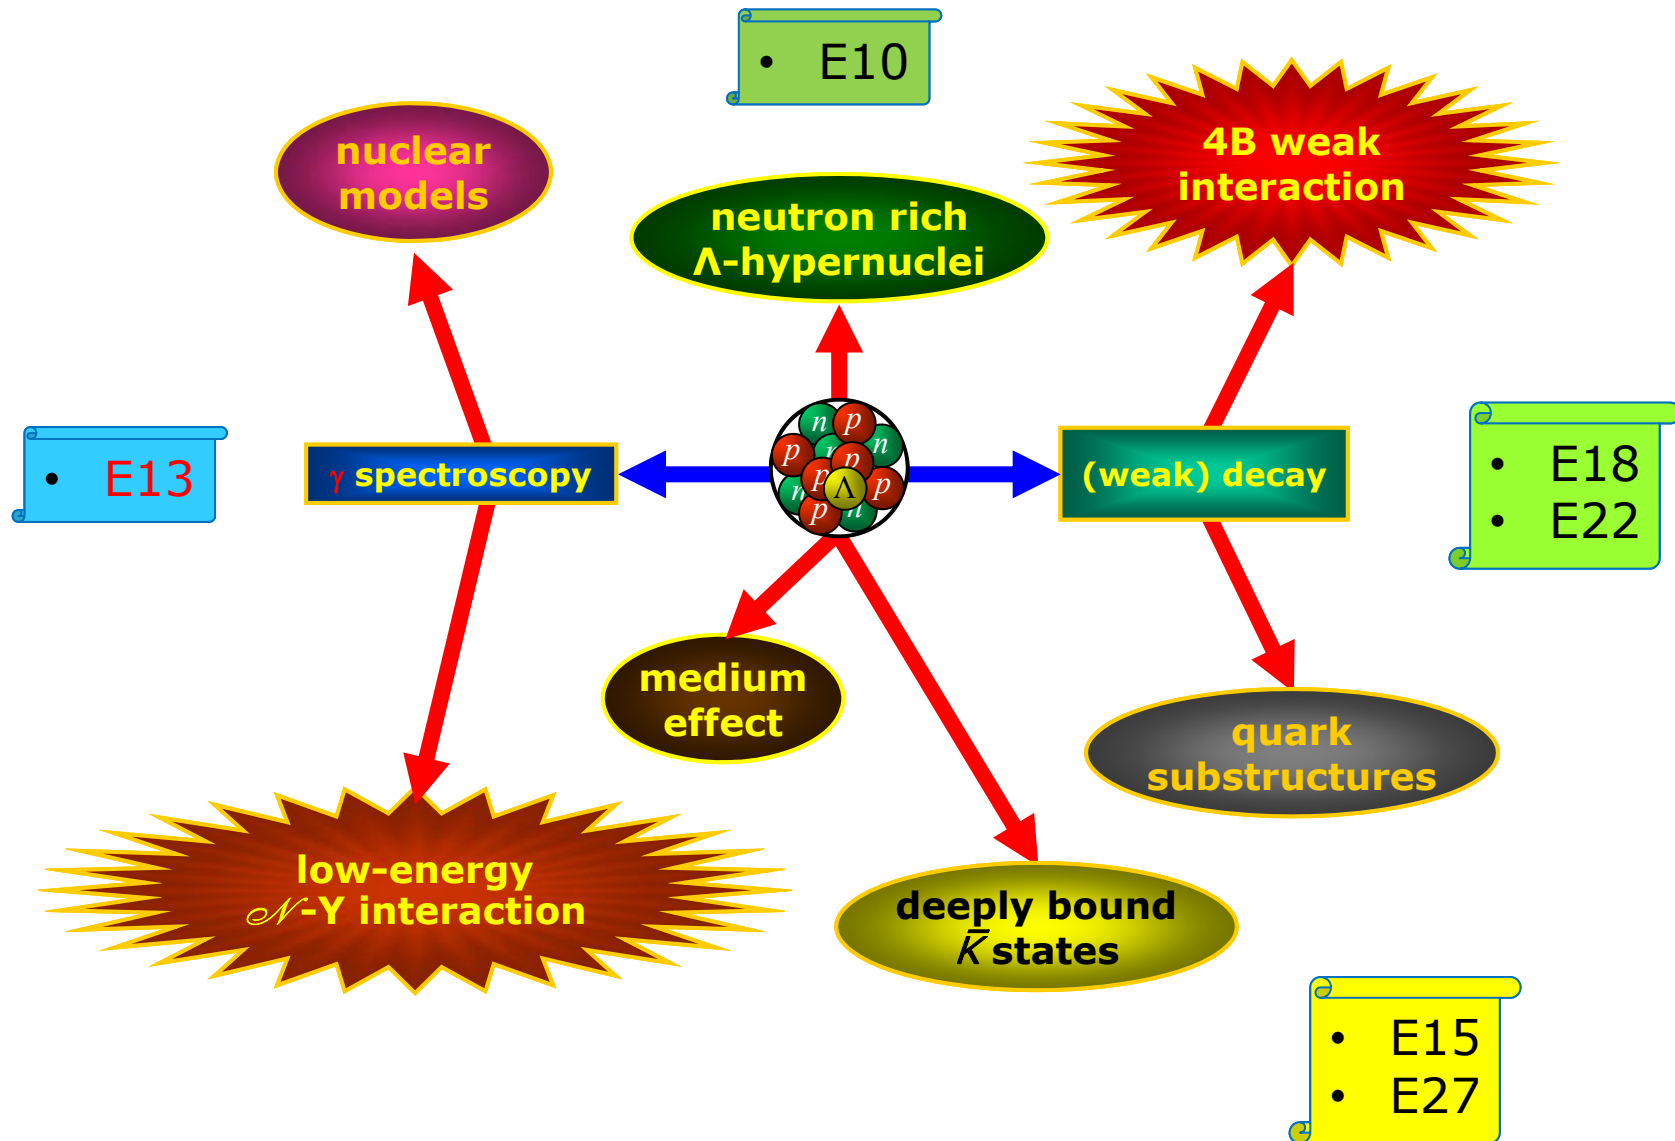 • E10
nuclear
models
4B weak
interaction
neutron rich
Λ-hypernuclei
• E13
γ spectroscopy
n
p
p
n
n
p
p
Λ
p
n
p
n
(weak) decay
• E18
• E22
medium
effect
quark
substructures
low-energy
𝒩-Y interaction
deeply bound
K̄ states
• E15
• E27